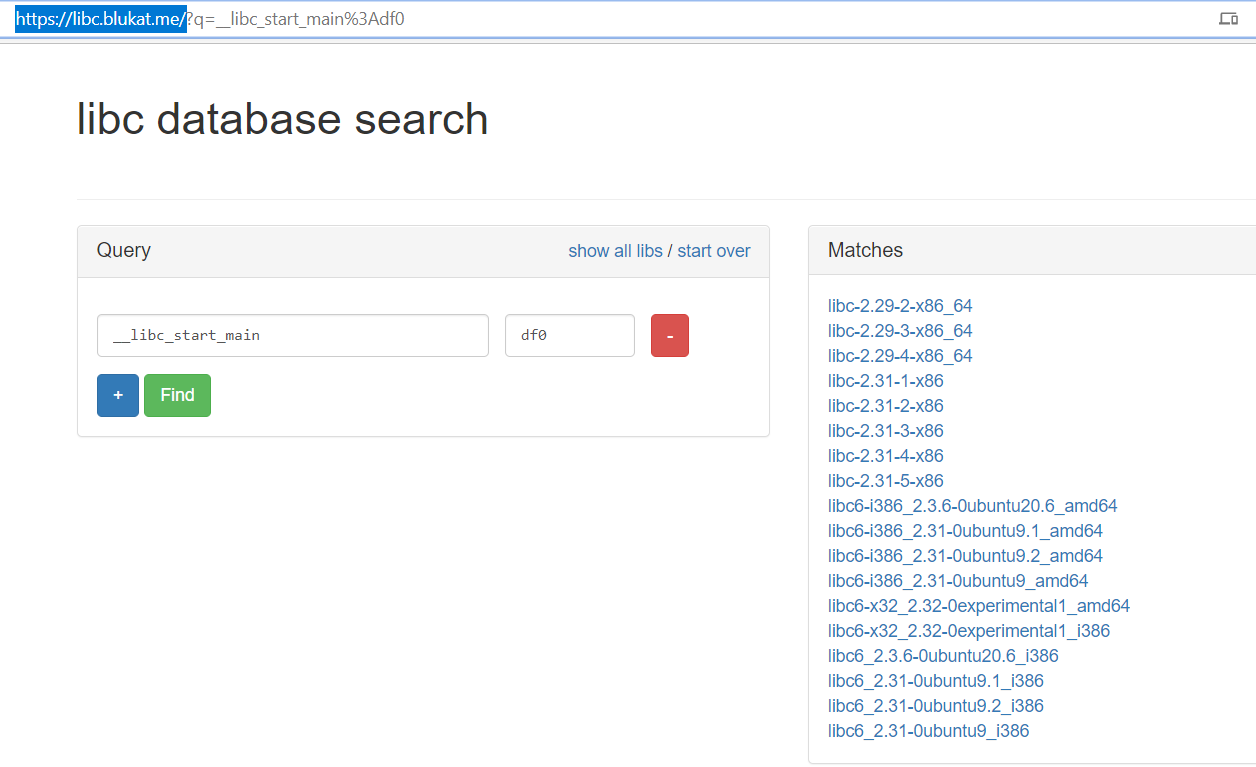 https://libc.blukat.me/?q=__libc_start_main%3Adf0
libc database search
Query show all libs / start over
__libc_start_main df0 -
+ Find
Matches
libc-2.29-2-x86_64
libc-2.29-3-x86_64
libc-2.29-4-x86_64
libc-2.31-1-x86
libc-2.31-2-x86
libc-2.31-3-x86
libc-2.31-4-x86
libc-2.31-5-x86
libc6-i386_2.3.6-0ubuntu20.6_amd64
libc6-i386_2.31-0ubuntu9.1_amd64
libc6-i386_2.31-0ubuntu9.2_amd64
libc6-i386_2.31-0ubuntu9_amd64
libc6-x32_2.32-0experimental1_amd64
libc6-x32_2.32-0experimental1_i386
libc6_2.3.6-0ubuntu20.6_i386
libc6_2.31-0ubuntu9.1_i386
libc6_2.31-0ubuntu9.2_i386
libc6_2.31-0ubuntu9_i386